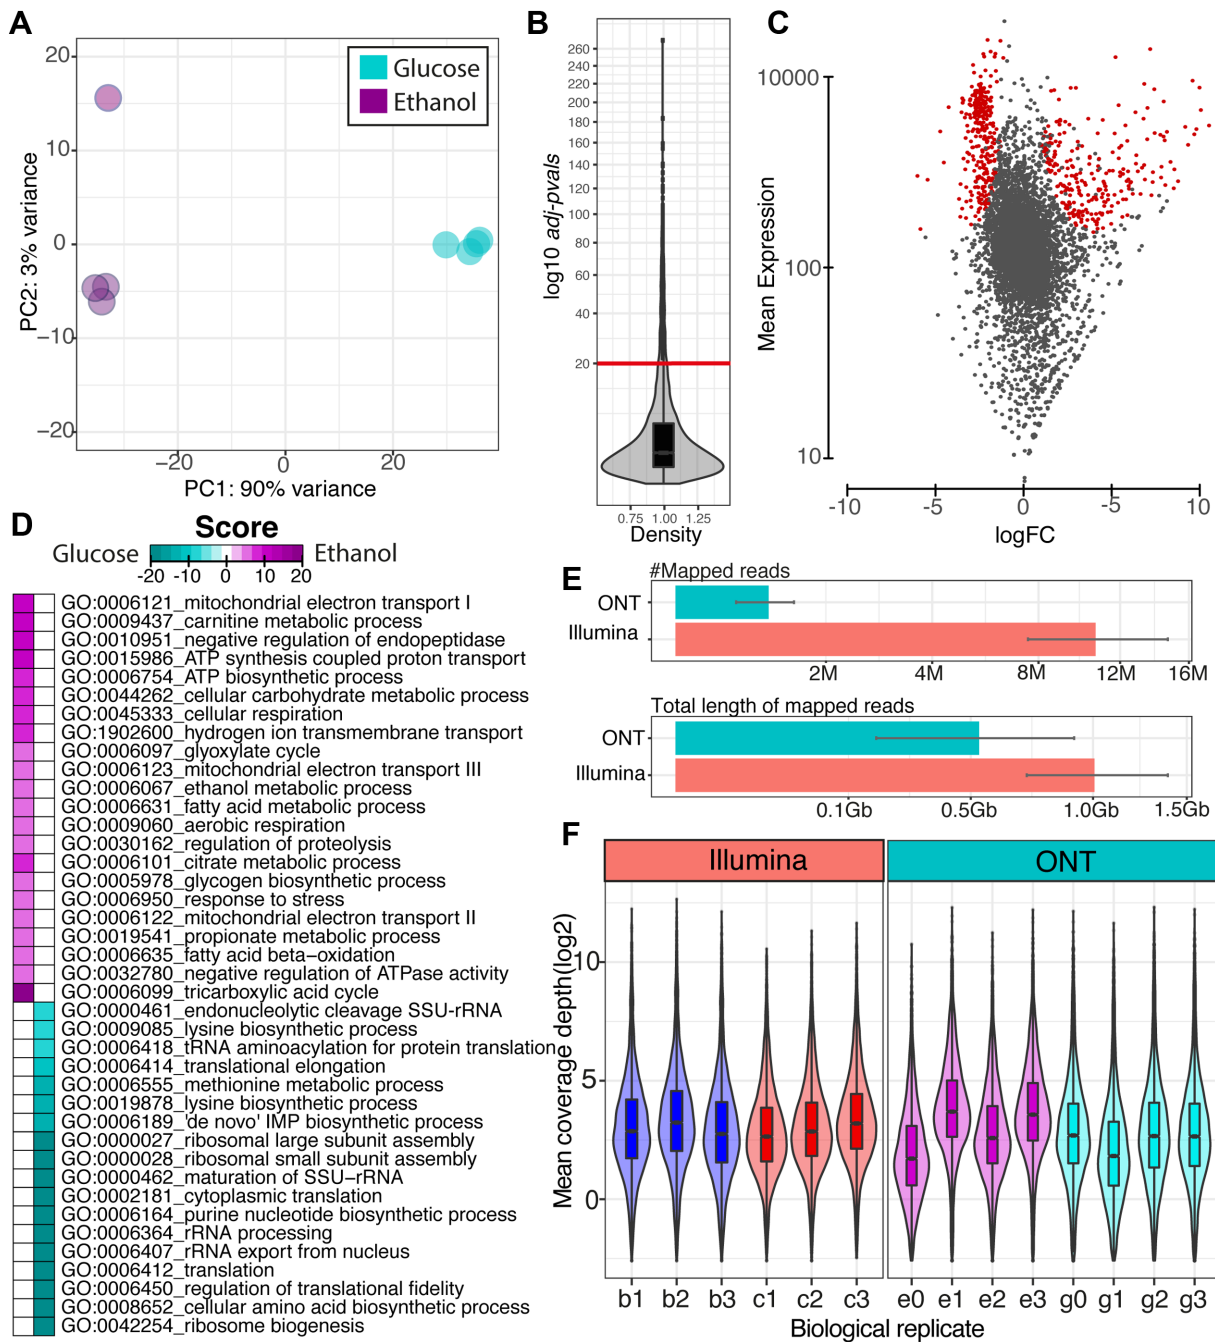 A
20
10
0
−10
−20
PC2: 3% variance
Glucose
Ethanol
−20
0
20
PC1: 90% variance
B
260
240
220
200
180
160
140
120
100
80
60
40
20
log10 adj-pvals
0.75 1.00 1.25
Density
C
10000
100
10
Mean Expression
-10
-5
0
-5
10
logFC
D
Score
Glucose
Ethanol
-20 -10 0 10 20
GO:0006121_mitochondrial electron transport I
GO:0009437_carnitine metabolic process
GO:0010951_negative regulation of endopeptidase
GO:0015986_ATP synthesis coupled proton transport
GO:0006754_ATP biosynthetic process
GO:0044262_cellular carbohydrate metabolic process
GO:0045333_cellular respiration
GO:1902600_hydrogen ion transmembrane transport
GO:0006097_glyoxylate cycle
GO:0006123_mitochondrial electron transport III
GO:0006067_ethanol metabolic process
GO:0006631_fatty acid metabolic process
GO:0009060_aerobic respiration
GO:0030162_regulation of proteolysis
GO:0006101_citrate metabolic process
GO:0005978_glycogen biosynthetic process
GO:0006950_response to stress
GO:0006122_mitochondrial electron transport II
GO:0019541_propionate metabolic process
GO:0006635_fatty acid beta−oxidation
GO:0032780_negative regulation of ATPase activity
GO:0006099_tricarboxylic acid cycle
GO:0000461_endonucleolytic cleavage SSU-rRNA
GO:0009085_lysine biosynthetic process
GO:0006418_tRNA aminoacylation for protein translation
GO:0006414_translational elongation
GO:0006555_methionine metabolic process
GO:0019878_lysine biosynthetic process
GO:0006189_'de novo' IMP biosynthetic process
GO:0000027_ribosomal large subunit assembly
GO:0000028_ribosomal small subunit assembly
GO:0000462_maturation of SSU−rRNA
GO:0002181_cytoplasmic translation
GO:0006164_purine nucleotide biosynthetic process
GO:0006364_rRNA processing
GO:0006407_rRNA export from nucleus
GO:0006412_translation
GO:0006450_regulation of translational fidelity
GO:0008652_cellular amino acid biosynthetic process
GO:0042254_ribosome biogenesis
E
#Mapped reads
ONT
Illumina
2M 4M 8M 12M 16M
Total length of mapped reads
ONT
Illumina
0.1Gb 0.5Gb 1.0Gb 1.5Gb
F
Illumina
ONT
10
5
0
Mean coverage depth(log2)
b1 b2 b3 c1 c2 c3 e0 e1 e2 e3 g0 g1 g2 g3
Biological replicate